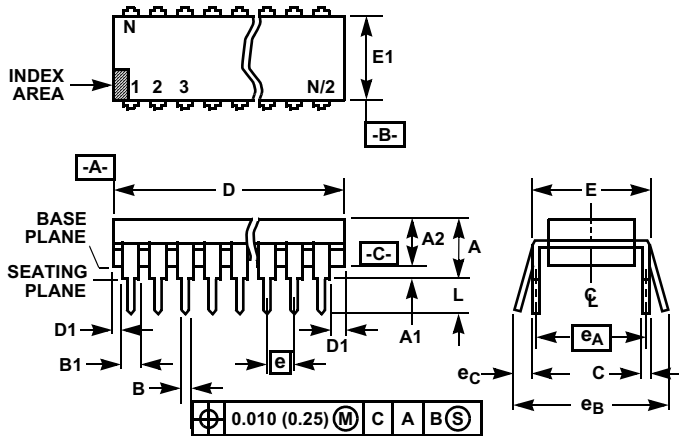 N
E1
INDEX
AREA
1 2 3 N/2
-B-
-A-
D
E
BASE
PLANE
A2
A
-C-
SEATING
PLANE
L
D1
D1
A1
eA
B1
e
eC
C
B
eB
0.010 (0.25) M C A B S
CL